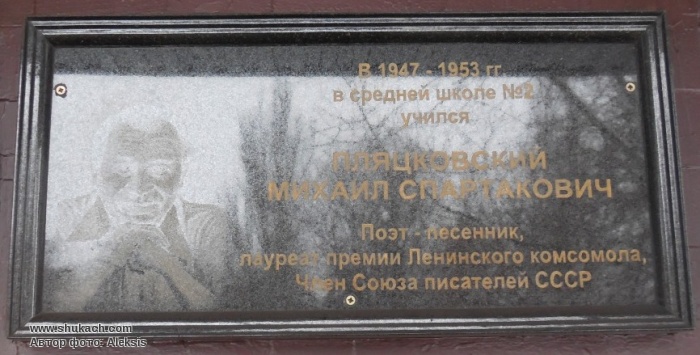 В 1947 - 1953 гг.
в средней школе №2
учился
ПЛЯЦКОВСКИЙ
МИХАИЛ СПАРТАКОВИЧ
Поэт - песенник,
лауреат премии Ленинского комсомола,
Член Союза писателей СССР
www.shukach.com
Автор фото: Aleksis